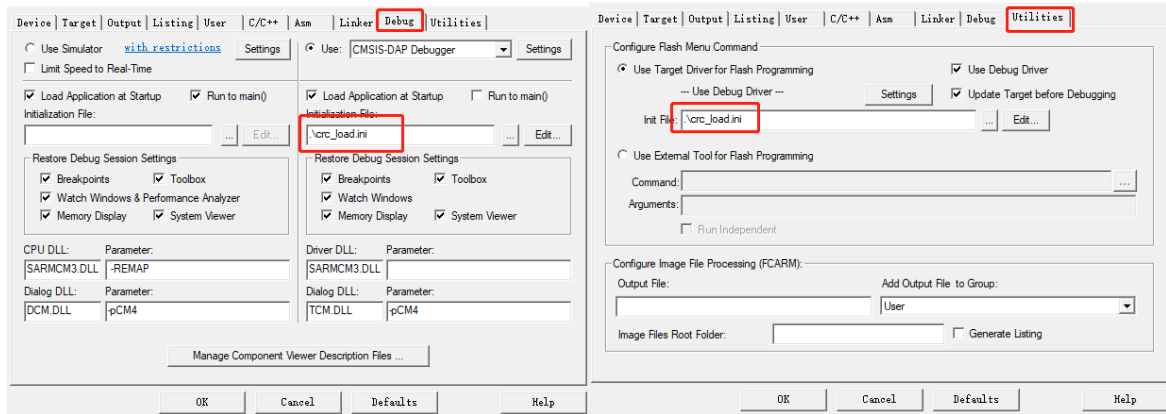 Device Target Output Listing User C/C++ Asm Linker Debug Utilities
Use Simulator with restrictions Settings
Limit Speed to Real-Time
Load Application at Startup Run to main()
Initialization File:
... Edit...
Restore Debug Session Settings
Breakpoints Toolbox
Watch Windows & Performance Analyzer
Memory Display System Viewer
CPU DLL: Parameter:
SARMCM3.DLL -REMAP
Dialog DLL: Parameter:
DCM.DLL -pCM4
Use: CMSIS-DAP Debugger Settings
Load Application at Startup Run to main()
Initialization File:
.\crc_load.ini ... Edit...
Restore Debug Session Settings
Breakpoints Toolbox
Watch Windows
Memory Display System Viewer
Driver DLL: Parameter:
SARMCM3.DLL
Dialog DLL: Parameter:
TCM.DLL -pCM4
Manage Component Viewer Description Files ...
OK Cancel Defaults Help
Device Target Output Listing User C/C++ Asm Linker Debug Utilities
Configure Flash Menu Command
Use Target Driver for Flash Programming Use Debug Driver
--- Use Debug Driver --- Settings Update Target before Debugging
Init File: .\crc_load.ini ... Edit...
Use External Tool for Flash Programming
Command: ...
Arguments:
Run Independent
Configure Image File Processing (FCARM):
Output File: Add Output File to Group:
User
Image Files Root Folder: Generate Listing
OK Cancel Defaults Help